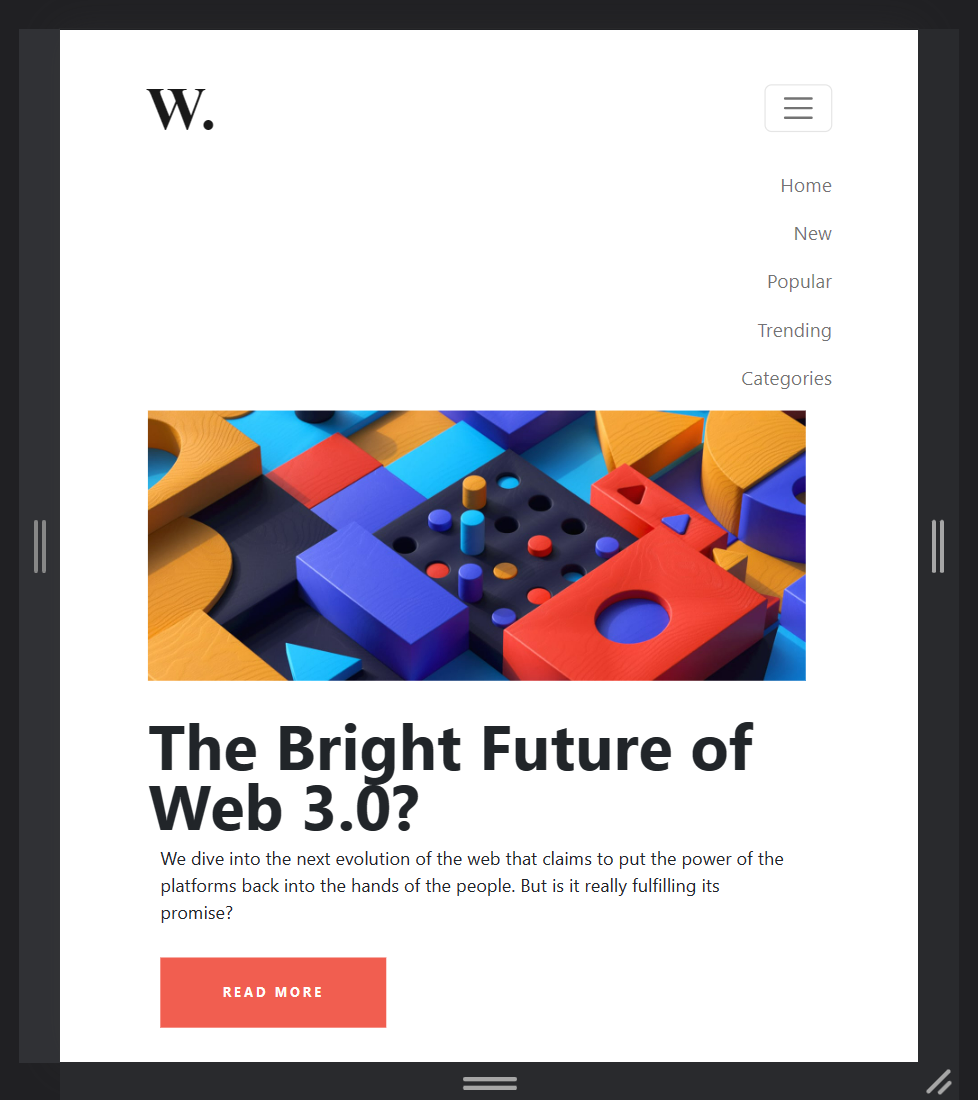 W.
Home
New
Popular
Trending
Categories
The Bright Future of
Web 3.0?
We dive into the next evolution of the web that claims to put the power of the
platforms back into the hands of the people. But is it really fulfilling its
promise?
READ MORE